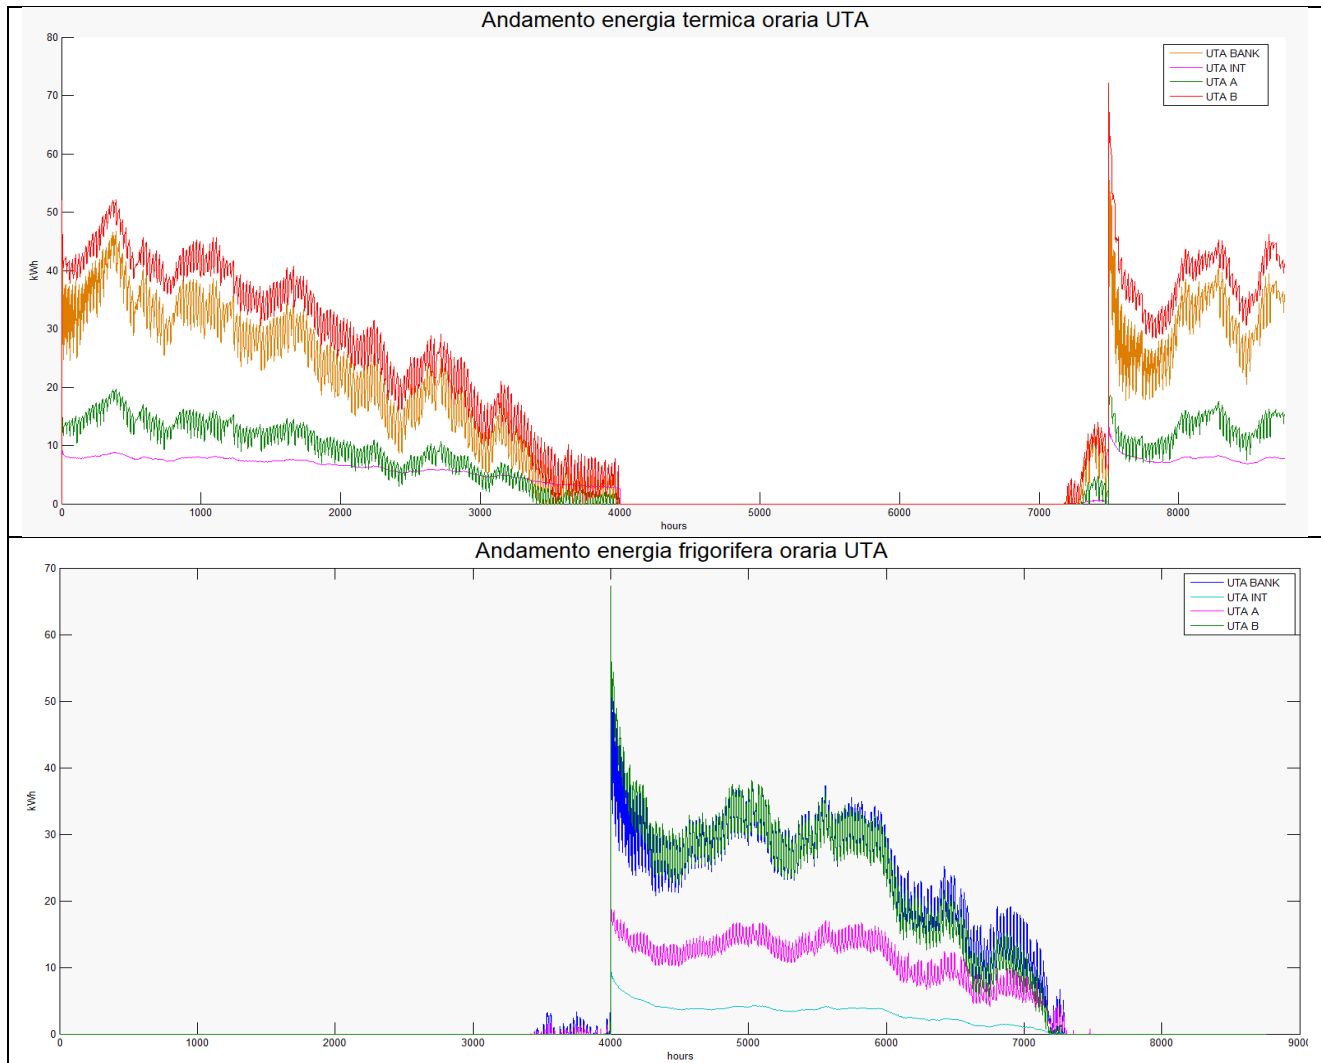 Andamento energia termica oraria UTA
80
70
60
50
40
30
20
10
0
kWh
UTA BANK
UTA INT
UTA A
UTA B
0 1000 2000 3000 4000 5000 6000 7000 8000
hours
Andamento energia frigorifera oraria UTA
70
60
50
40
30
20
10
0
kWh
UTA BANK
UTA INT
UTA A
UTA B
0 1000 2000 3000 4000 5000 6000 7000 8000 9000
hours